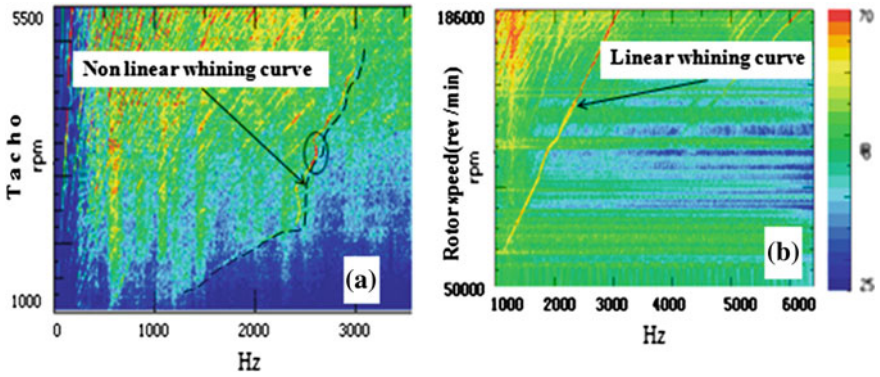 5500
Tacho
rpm
1000
Non linear whining curve
(a)
0
1000
2000
3000
Hz
186000
Rotor speed(rev/min)
rpm
50000
Linear whining curve
(b)
1000
2000
3000
4000
5000
6000
Hz
70
25